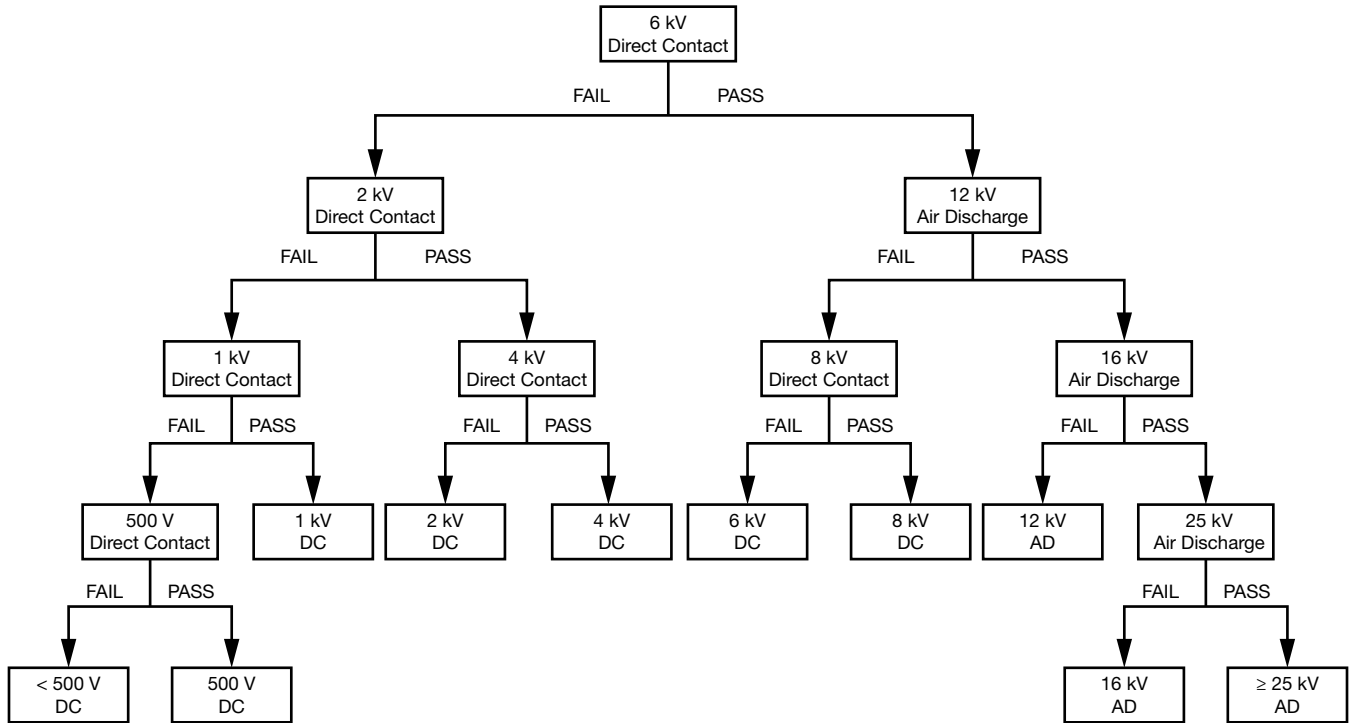 6 kV
Direct Contact
FAIL PASS
2 kV
Direct Contact
12 kV
Air Discharge
FAIL PASS
FAIL PASS
1 kV
Direct Contact
4 kV
Direct Contact
8 kV
Direct Contact
16 kV
Air Discharge
FAIL PASS
FAIL PASS
FAIL PASS
FAIL PASS
500 V
Direct Contact
1 kV
DC
2 kV
DC
4 kV
DC
6 kV
DC
8 kV
DC
12 kV
AD
25 kV
Air Discharge
FAIL PASS
FAIL PASS
< 500 V
DC
500 V
DC
16 kV
AD
≥ 25 kV
AD